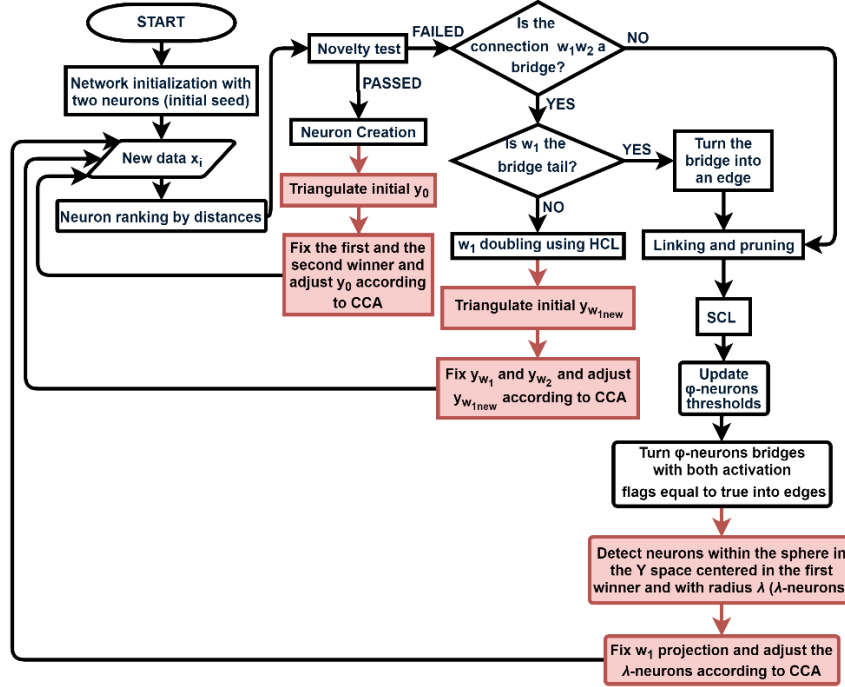 START
Network initialization with
two neurons (initial seed)
New data xᵢ
Neuron ranking by distances
Novelty test
FAILED
PASSED
Neuron Creation
Triangulate initial y₀
Fix the first and the
second winner and
adjust y₀ according
to CCA
Is the
connection w₁w₂ a
bridge?
NO
YES
Is w₁ the
bridge tail?
YES
NO
Turn the
bridge into
an edge
w₁ doubling using HCL
Triangulate initial y_w₁new
Fix y_w₁ and y_w₂ and adjust
y_w₁new according to CCA
Linking and pruning
SCL
Update
φ-neurons
thresholds
Turn φ-neurons bridges
with both activation
flags equal to true into edges
Detect neurons within the sphere in
the Y space centered in the first
winner and with radius λ (λ-neurons
Fix w₁ projection and adjust the
λ-neurons according to CCA